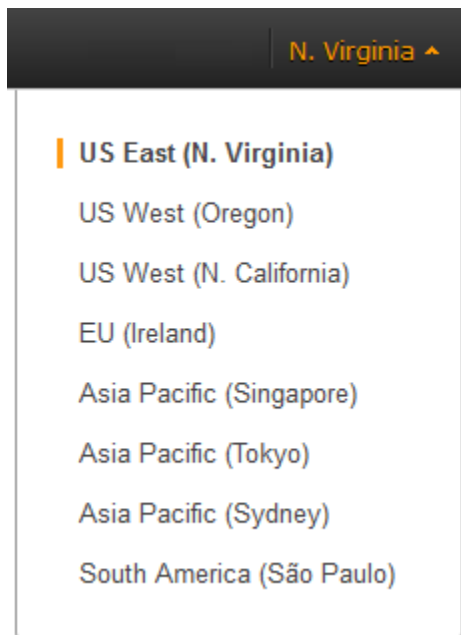 N. Virginia
US East (N. Virginia)
US West (Oregon)
US West (N. California)
EU (Ireland)
Asia Pacific (Singapore)
Asia Pacific (Tokyo)
Asia Pacific (Sydney)
South America (São Paulo)